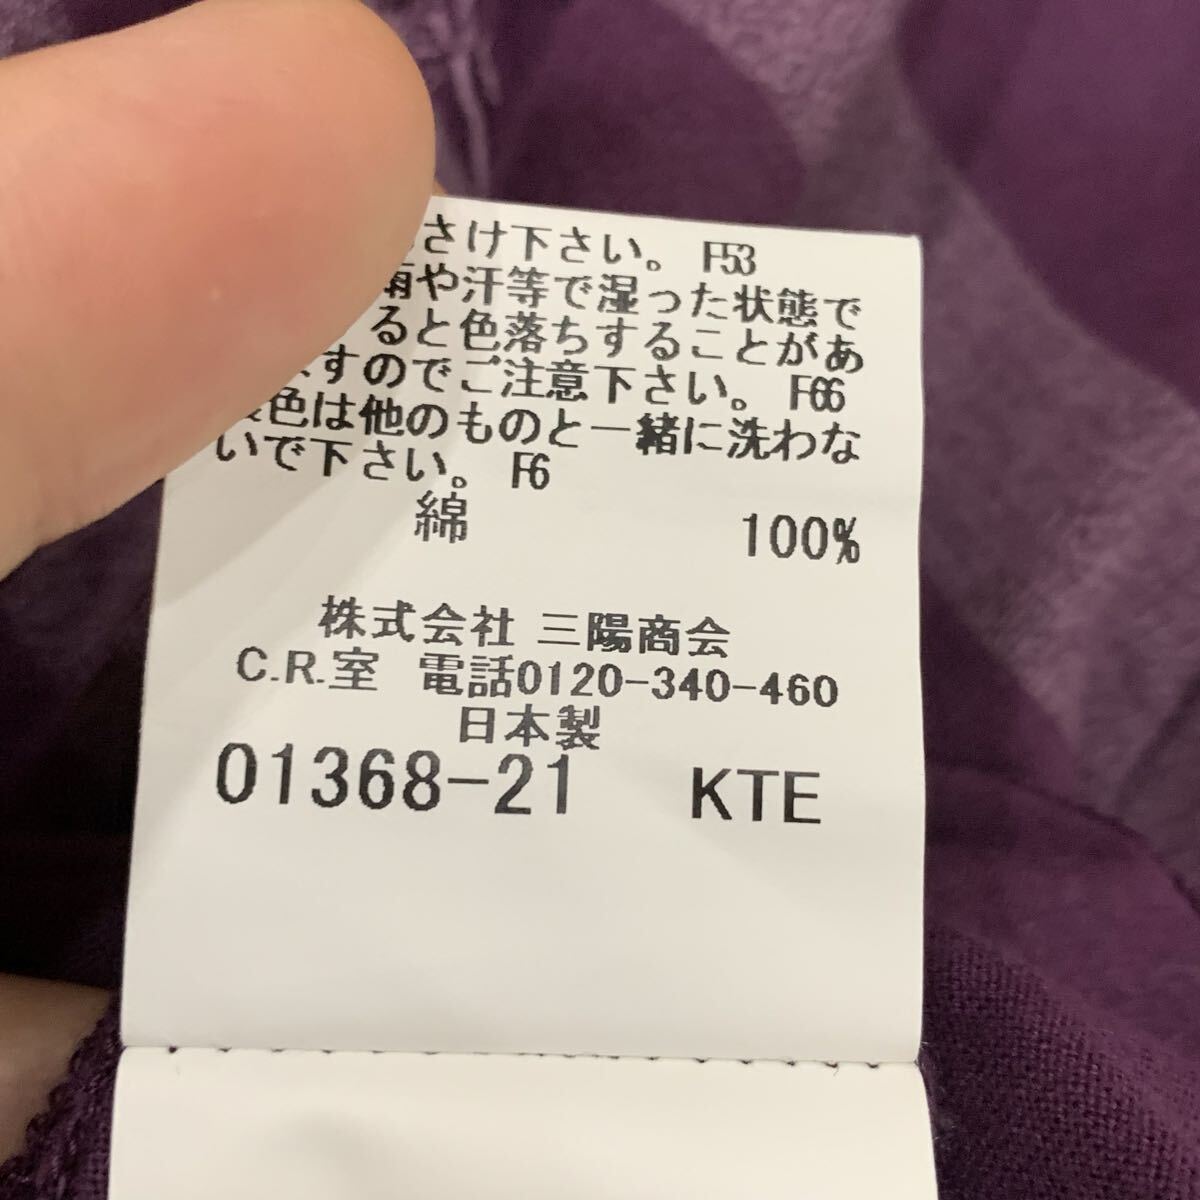 さけ下さい。 F53
雨や汗等で湿った状態で
ると色落ちすることがあ
すのでご注意下さい。 F66
色は他のものと一緒に洗わな
いで下さい。 F6
綿 100%
株式会社 三陽商会
C.R.室 電話0120-340-460
日本製
01368-21 KTE